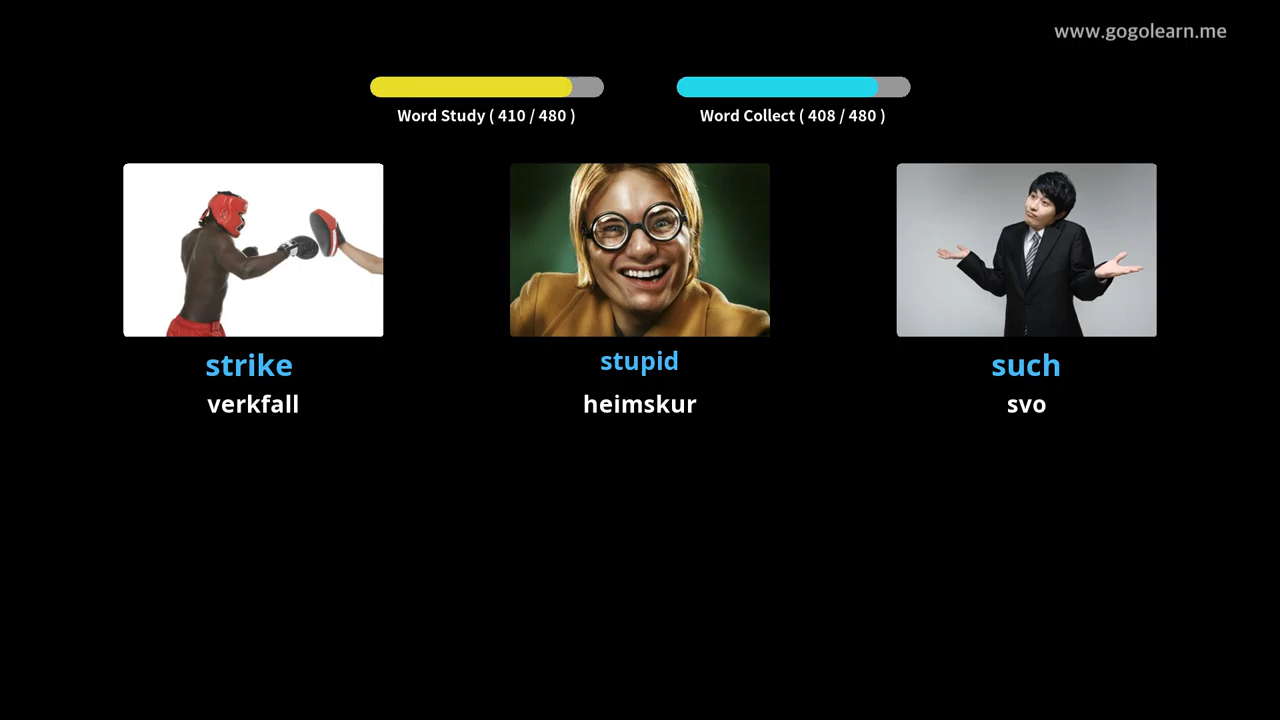 www.gogolearn.me
Word Study ( 410 / 480 )
Word Collect ( 408 / 480 )
strike
stupid
such
verkfall
heimskur
svo